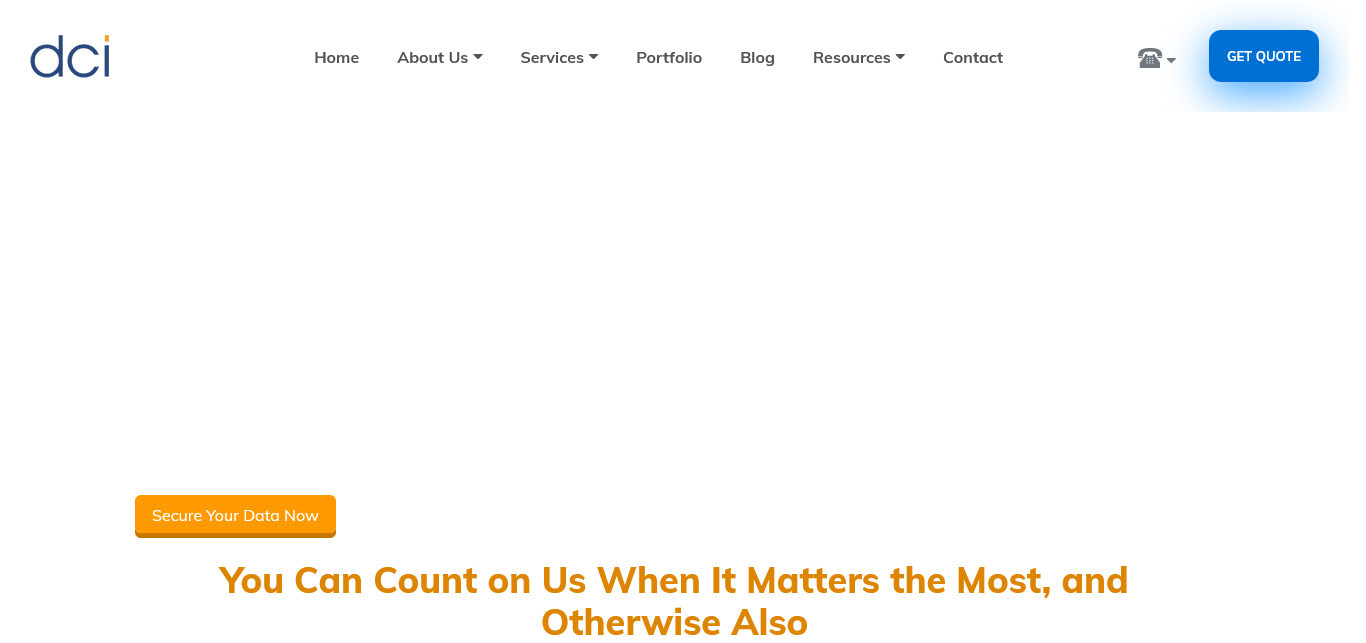 dci
Home
About Us
Services
Portfolio
Blog
Resources
Contact
GET QUOTE
Secure Your Data Now
You Can Count on Us When It Matters the Most, and
Otherwise Also